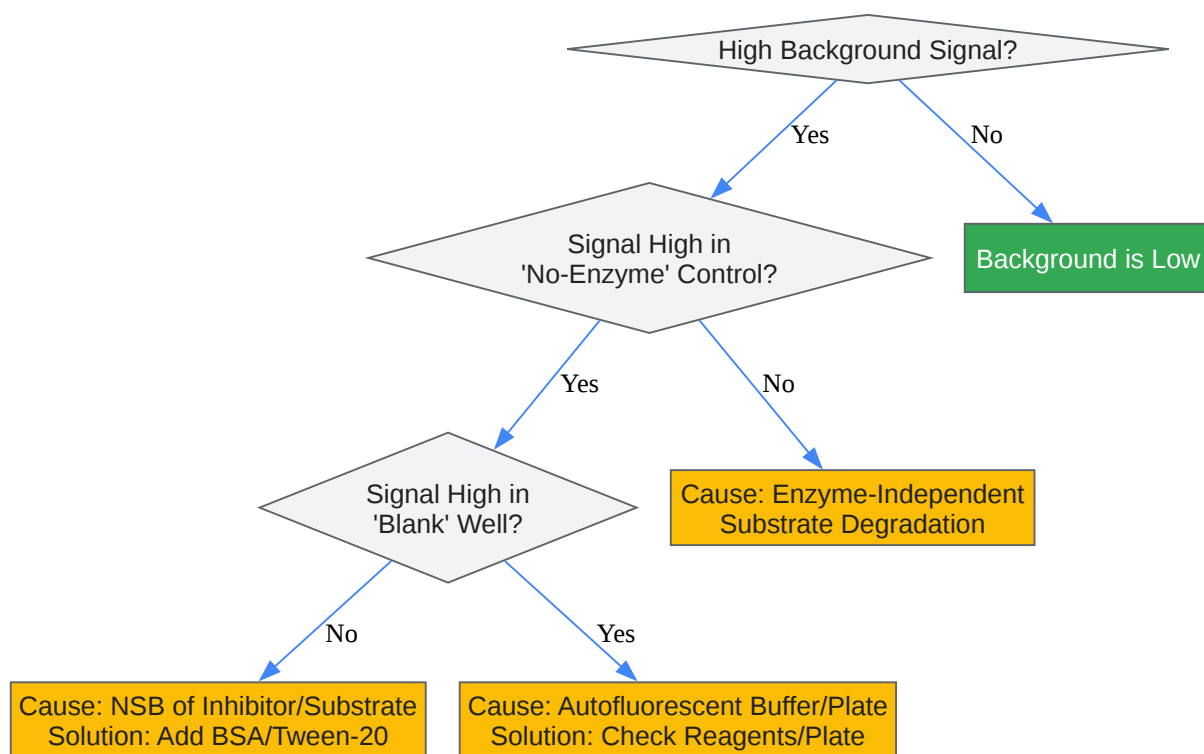 High Background Signal?
Yes
No
Signal High in
'No-Enzyme' Control?
Background is Low
Yes
No
Signal High in
'Blank' Well?
Cause: Enzyme-Independent
Substrate Degradation
No
Yes
Cause: NSB of Inhibitor/Substrate
Solution: Add BSA/Tween-20
Cause: Autofluorescent Buffer/Plate
Solution: Check Reagents/Plate